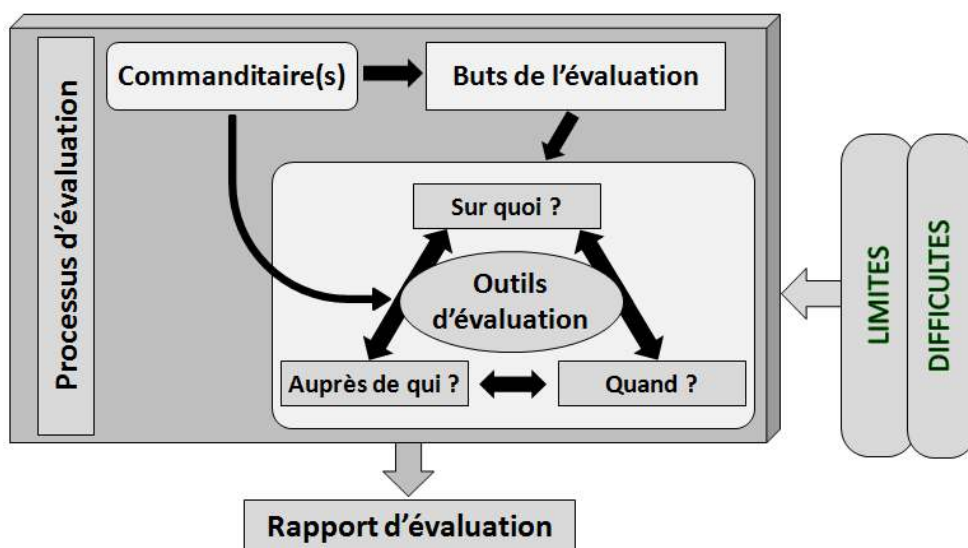 Processus d'évaluation
Commanditaire(s)
Buts de l'évaluation
Sur quoi ?
Outils
d'évaluation
Auprès de qui ?
Quand ?
LIMITES
DIFFICULTES
Rapport d'évaluation